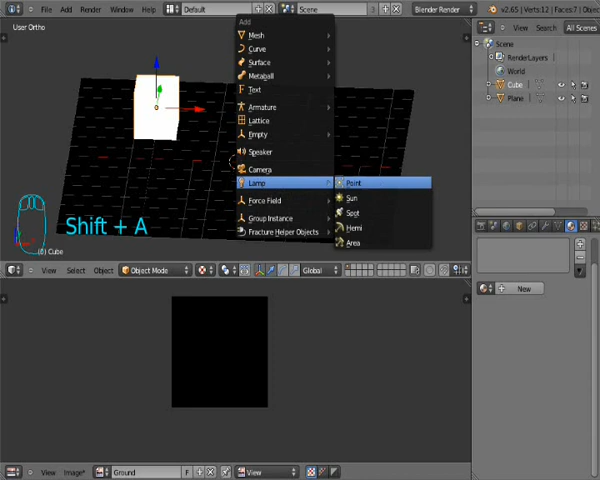 File Add Render Window Help Default Scene Blender Render v2.65 | Verts:12 | Faces:7 | Obje
User Ortho
Add
Mesh
Curve
Surface
Metaball
Text
Armature
Lattice
Empty
Speaker
Camera
Lamp
Force Field
Group Instance
Fracture Helper Objects
Point
Sun
Spot
Hemi
Area
View Search All Scenes
Scene
RenderLayers
World
Cube
Plane
Shift + A
(0) Cube
View Select Object Object Mode Global
New
View Image* Ground F View